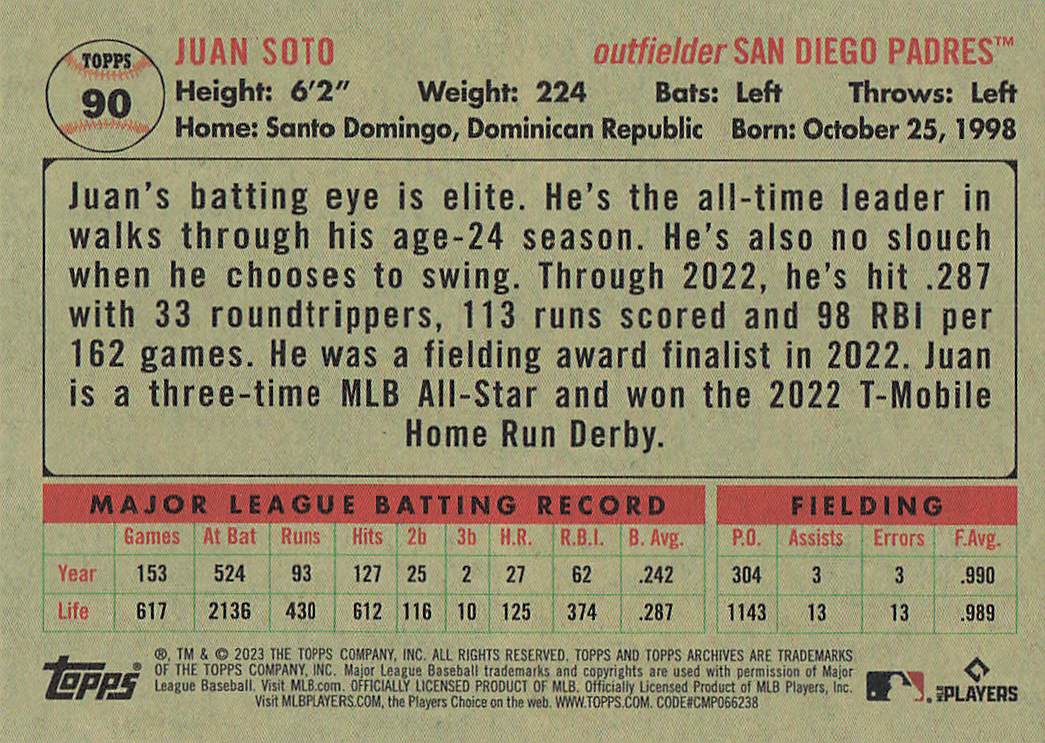 TOPPS
90
JUAN SOTO
outfielder SAN DIEGO PADRES™
Height: 6'2" Weight: 224 Bats: Left Throws: Left
Home: Santo Domingo, Dominican Republic Born: October 25, 1998
Juan's batting eye is elite. He's the all-time leader in
walks through his age-24 season. He's also no slouch
when he chooses to swing. Through 2022, he's hit .287
with 33 roundtrippers, 113 runs scored and 98 RBI per
162 games. He was a fielding award finalist in 2022. Juan
is a three-time MLB All-Star and won the 2022 T-Mobile
Home Run Derby.
MAJOR LEAGUE BATTING RECORD FIELDING
Games At Bat Runs Hits 2b 3b H.R. R.B.I. B. Avg. P.O. Assists Errors F.Avg.
Year 153 524 93 127 25 2 27 62 .242 304 3 3 .990
Life 617 2136 430 612 116 10 125 374 .287 1143 13 13 .989
®, TM & © 2023 THE TOPPS COMPANY, INC. ALL RIGHTS RESERVED. TOPPS AND TOPPS ARCHIVES ARE TRADEMARKS
OF THE TOPPS COMPANY, INC. Major League Baseball trademarks and copyrights are used with permission of Major
League Baseball. Visit MLB.com. OFFICIALLY LICENSED PRODUCT OF MLB. Officially Licensed Product of MLB Players, Inc.
Visit MLBPLAYERS.COM, the Players Choice on the web. WWW.TOPPS.COM. CODE#CMP066238
Topps®
MLB PLAYERS